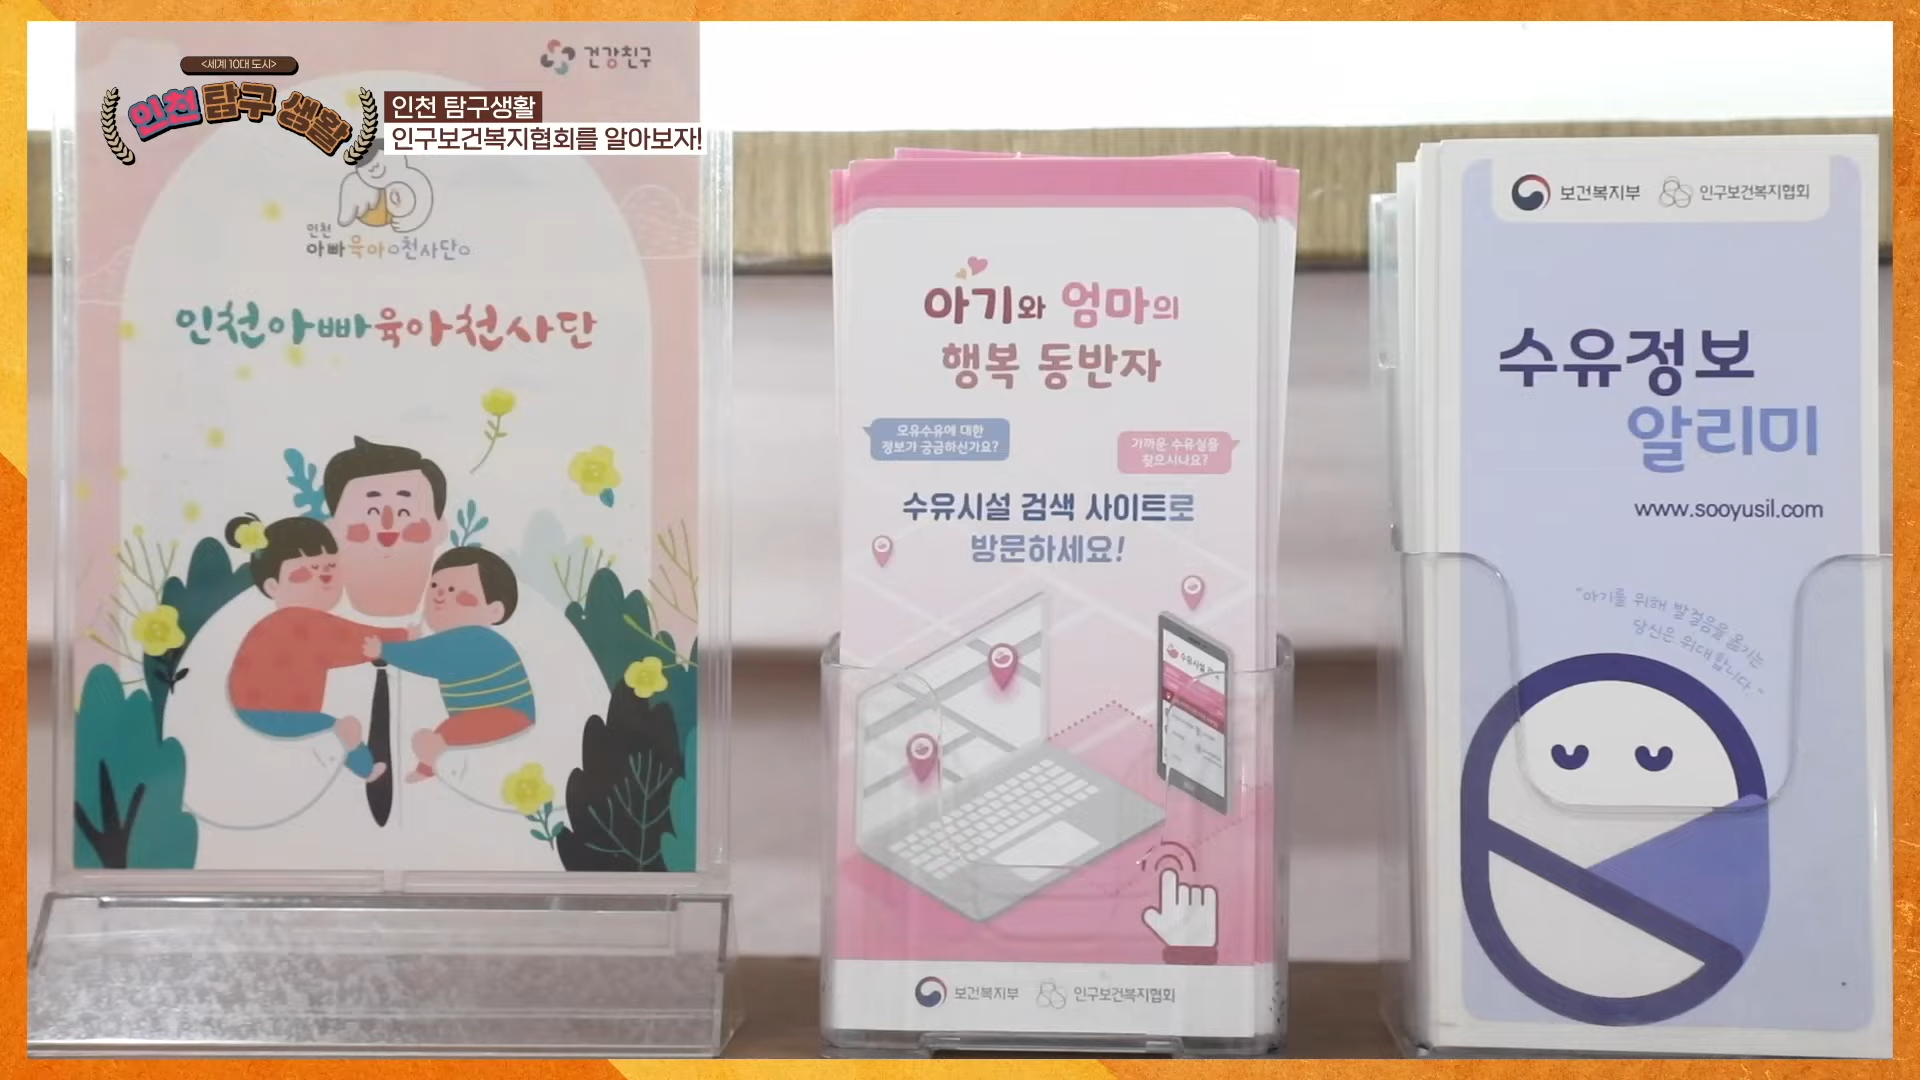 <세계 10대 도시>
인천 탐구 생활
인천 탐구생활
인구보건복지협회를 알아보자!
건강친구
인천
아빠육아천사단
인천아빠육아천사단
아기와 엄마의
행복 동반자
모유수유에 대한
정보가 궁금하신가요?
가까운 수유실을
찾으시나요?
수유시설 검색 사이트로
방문하세요!
수유시설
보건복지부 인구보건복지협회
보건복지부 인구보건복지협회
수유정보
알리미
www.sooyusil.com
"아기를 위해 발걸음을 옮기는
당신은 위대합니다."